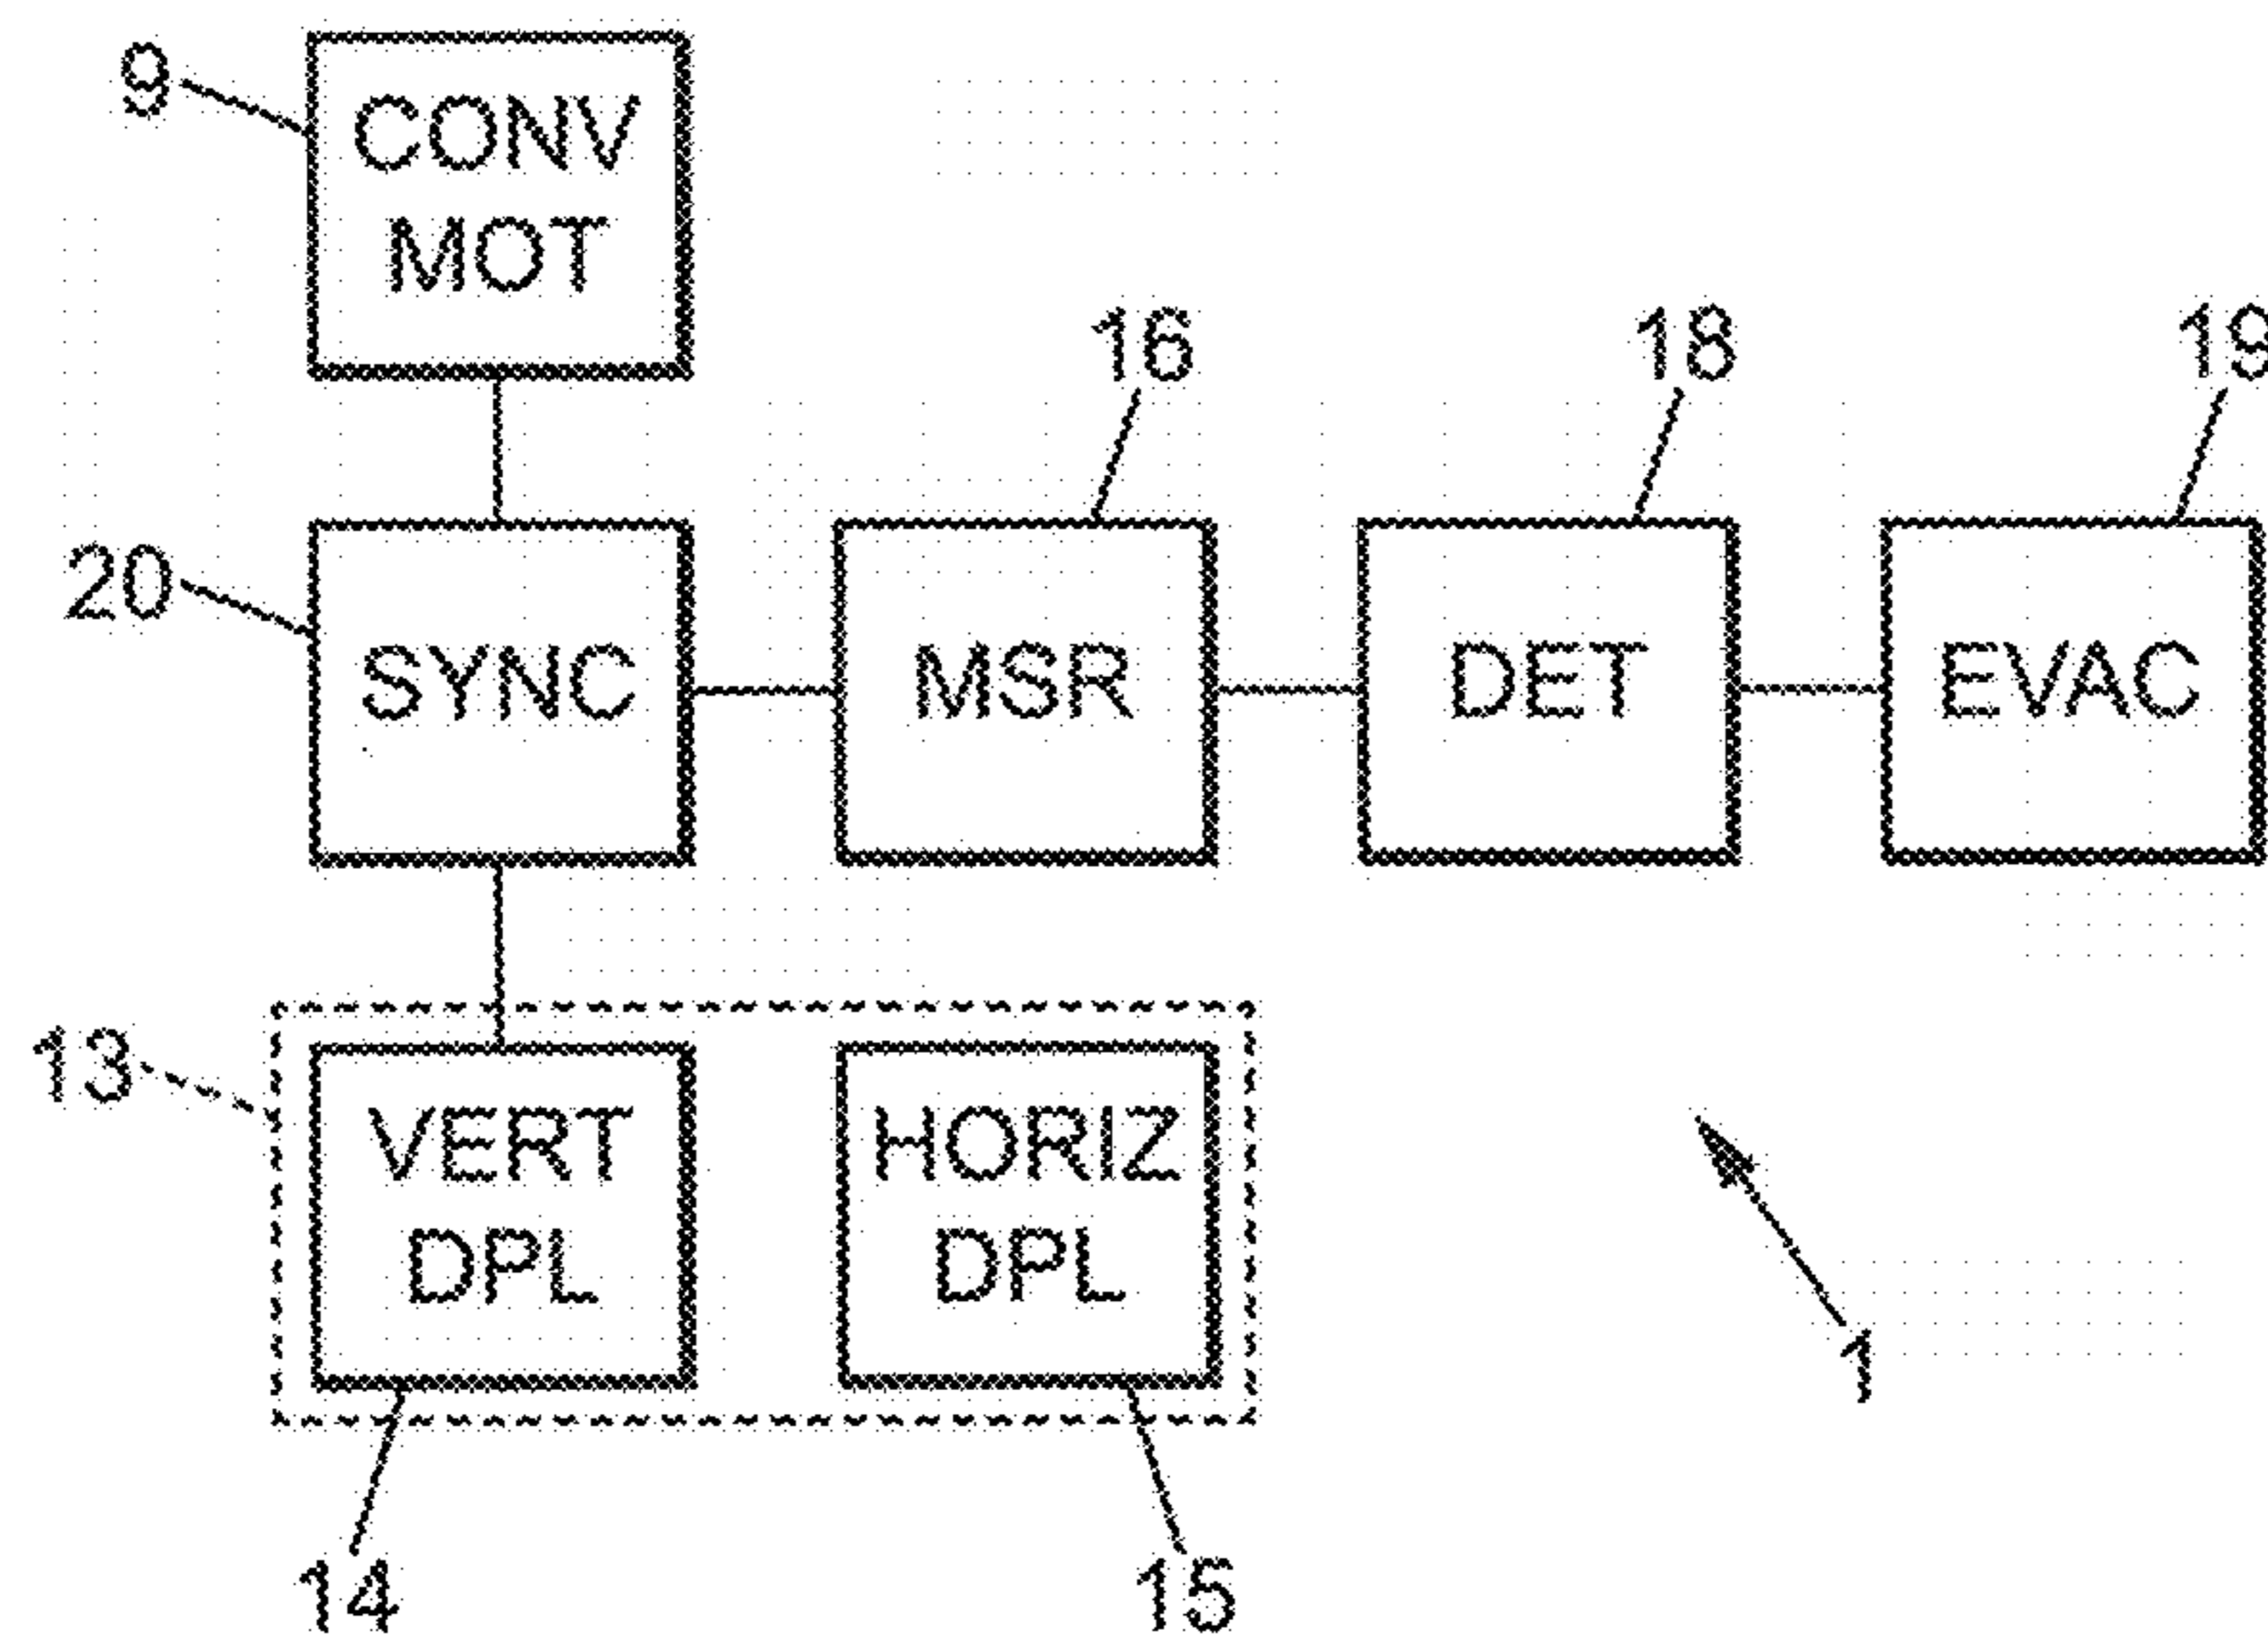 9
CONV
MOT
16
18
19
20
SYNC
MSR
DET
EVAC
13
VERT
DPL
HORIZ
DPL
1
14
15